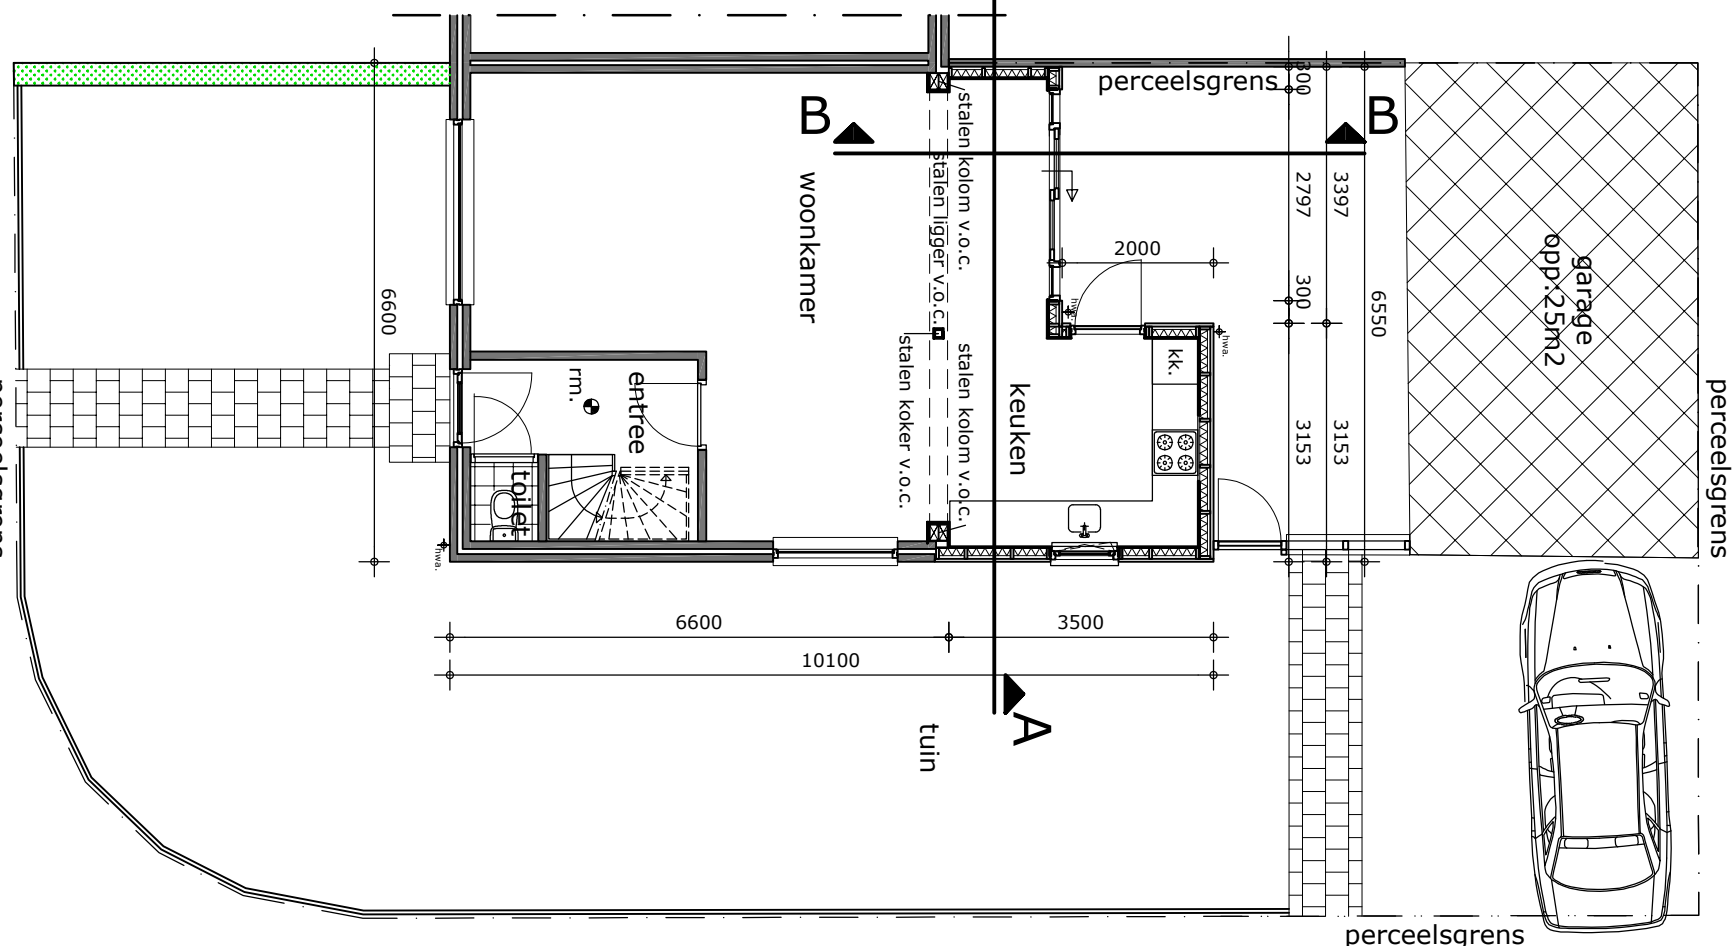 perceelsgrens
B
B
300
stalen kolom v.o.c.
stalen ligger v.o.c.
woonkamer
2797
3397
2000
garage
opp:25m2
6600
300
6550
hwa.
hwa.
stalen koker v.o.c.
stalen kolom v.o.c.
kk.
keuken
entree
rm.
3153
3153
perceelsgrens
perceelsgrens
toilet
hwa.
6600
3500
10100
A
tuin
perceelsgrens